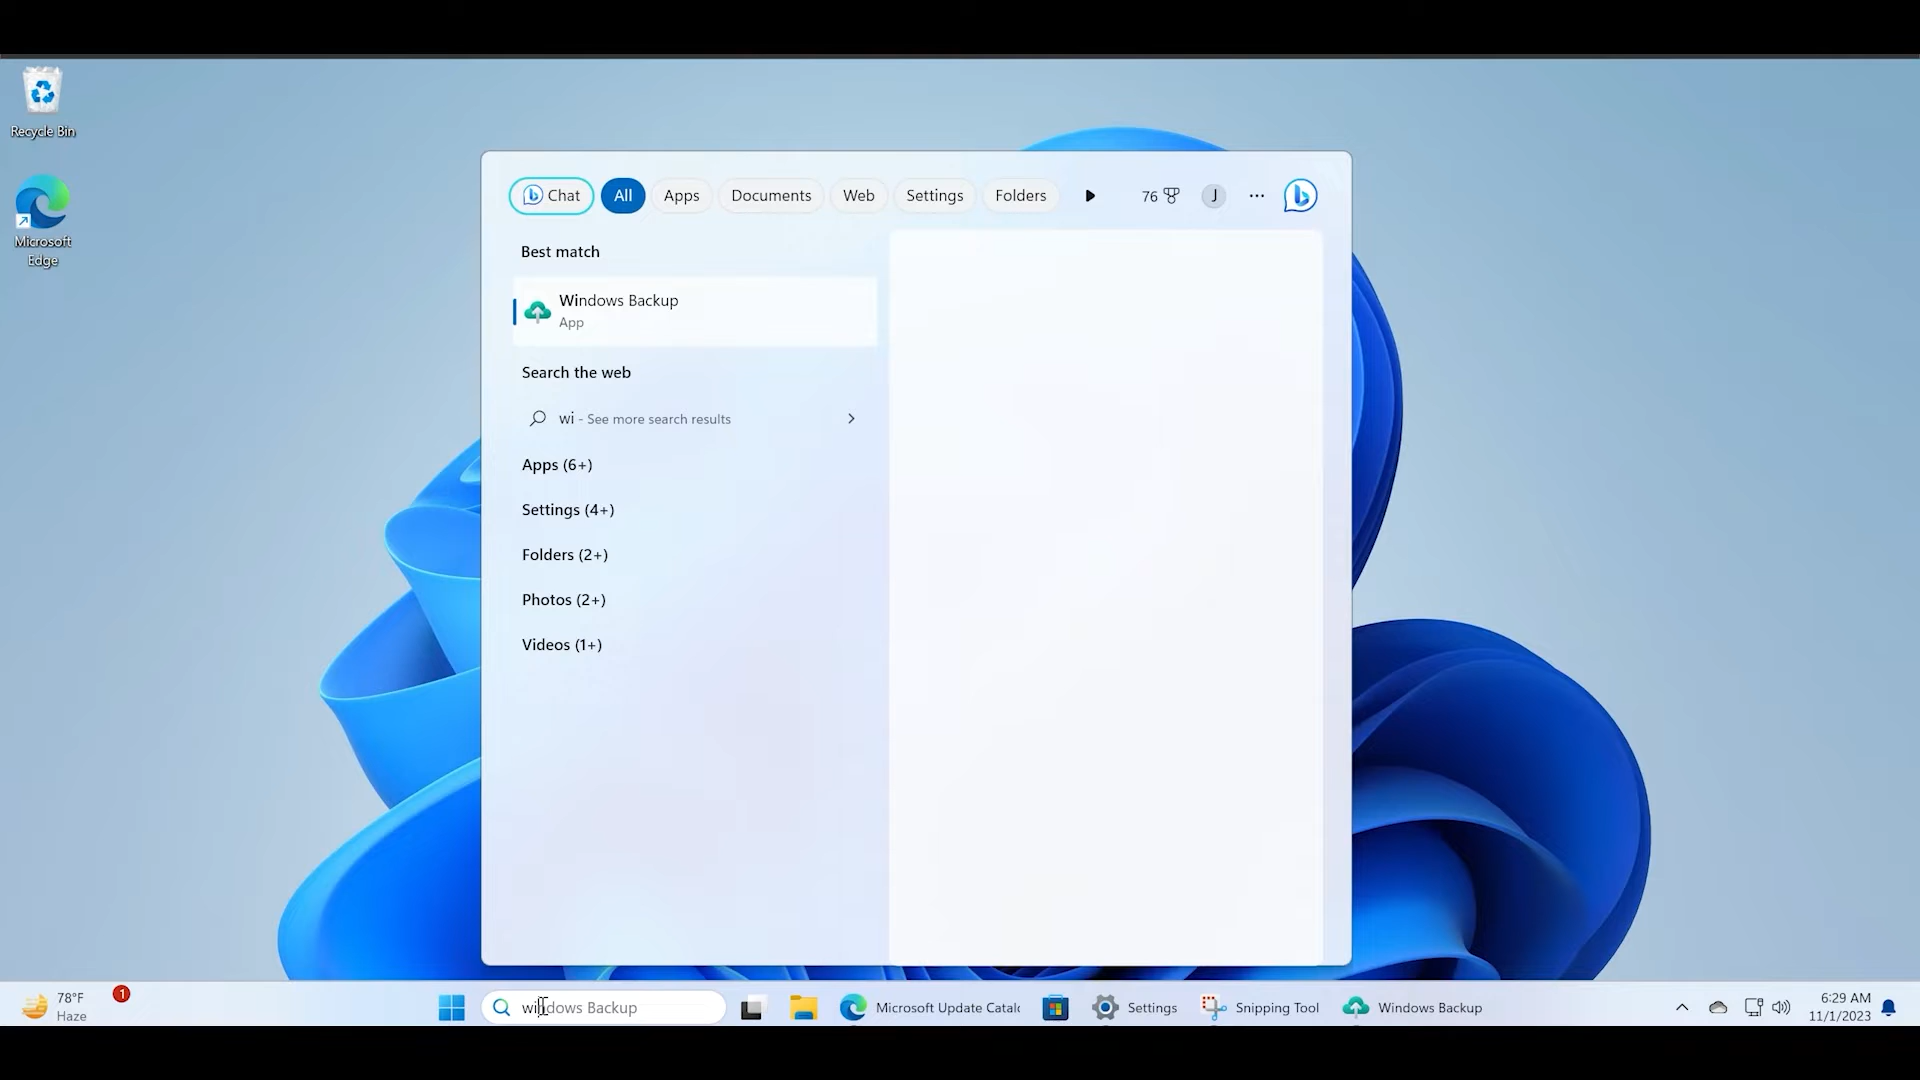 Recycle Bin
Microsoft
Edge
Chat
All
Apps
Documents
Web
Settings
Folders
76
J
Best match
Windows Backup
App
Search the web
wi - See more search results
Apps (6+)
Settings (4+)
Folders (2+)
Photos (2+)
Videos (1+)
78°F
Haze
1
windows Backup
Microsoft Update Catalo
Settings
Snipping Tool
Windows Backup
6:29 AM
11/1/2023